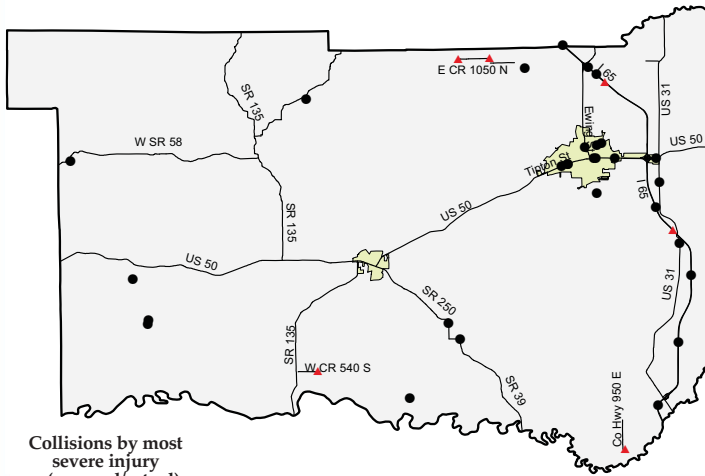 E CR 1050 N
I 65
SR 135
US 31
Ewing
W SR 58
US 50
Tipton St
I 65
SR 135
US 50
US 50
US 31
SR 250
SR 135
W CR 540 S
SR 39
Co Hwy 950 E
Collisions by most
severe injury